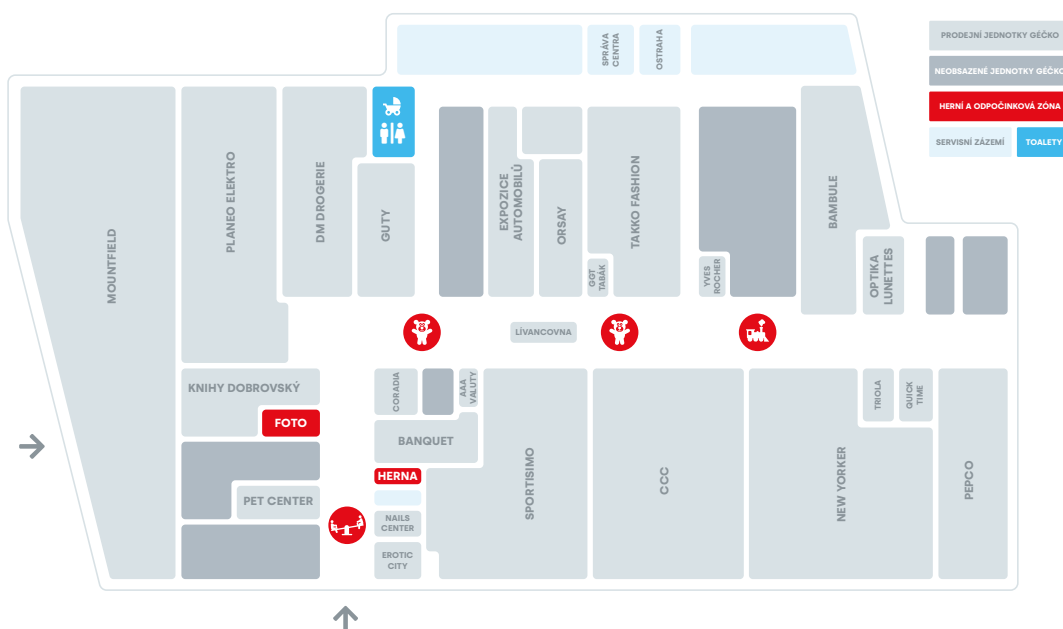 SPRÁVA
CENTRA
OSTRAHA
PRODEJNÍ JEDNOTKY GÉČKO
NEOBSAZENÉ JEDNOTKY GÉČKO
HERNÍ A ODPOČINKOVÁ ZÓNA
SERVISNÍ ZÁZEMÍ
TOALETY
MOUNTFIELD
PLANEO ELEKTRO
DM DROGERIE
GUTY
EXPOZICE
AUTOMOBILŮ
ORSAY
GGT
TABÁK
TAKKO FASHION
YVES
ROCHER
BAMBULE
OPTIKA
LUNETTES
LÍVANCOVNA
KNIHY DOBROVSKÝ
FOTO
PET CENTER
CORADIA
AAA
VALUTY
BANQUET
HERNA
NAILS
CENTER
EROTIC
CITY
SPORTISIMO
CCC
NEW YORKER
TRIOLA
QUICK
TIME
PEPCO